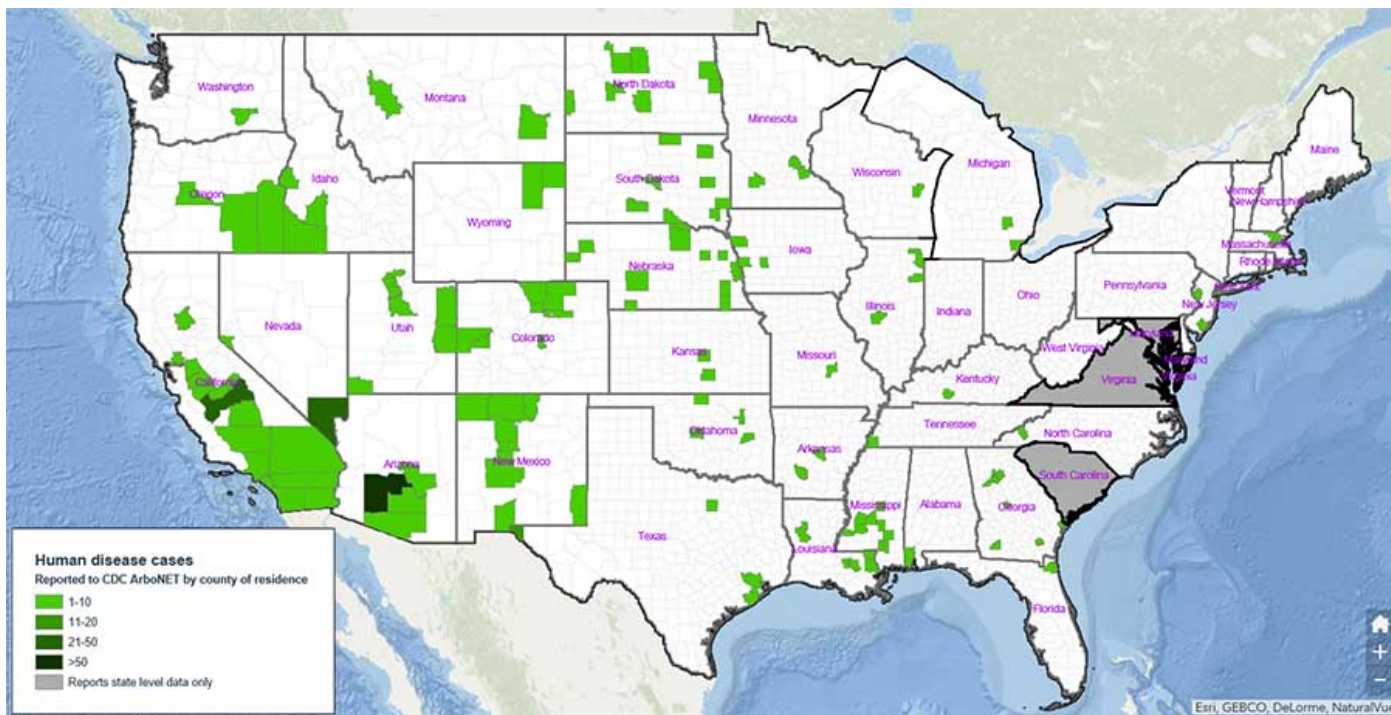 Washington
Montana
North Dakota
Minnesota
Maine
Oregon
Idaho
South Dakota
Wisconsin
Michigan
Vermont
New Hampshire
Wyoming
Massachusetts
Nebraska
Iowa
Pennsylvania
New Jersey
Nevada
Utah
Colorado
Illinois
Indiana
Ohio
West Virginia
Virginia
California
Kansas
Missouri
Kentucky
Tennessee
North Carolina
Arizona
New Mexico
Oklahoma
Arkansas
South Carolina
Mississippi
Alabama
Georgia
Texas
Louisiana
Florida
Human disease cases
Reported to CDC ArboNET by county of residence
1-10
11-20
21-50
>50
Reports state level data only
+
−
Esri, GEBCO, DeLorme, NaturalVue